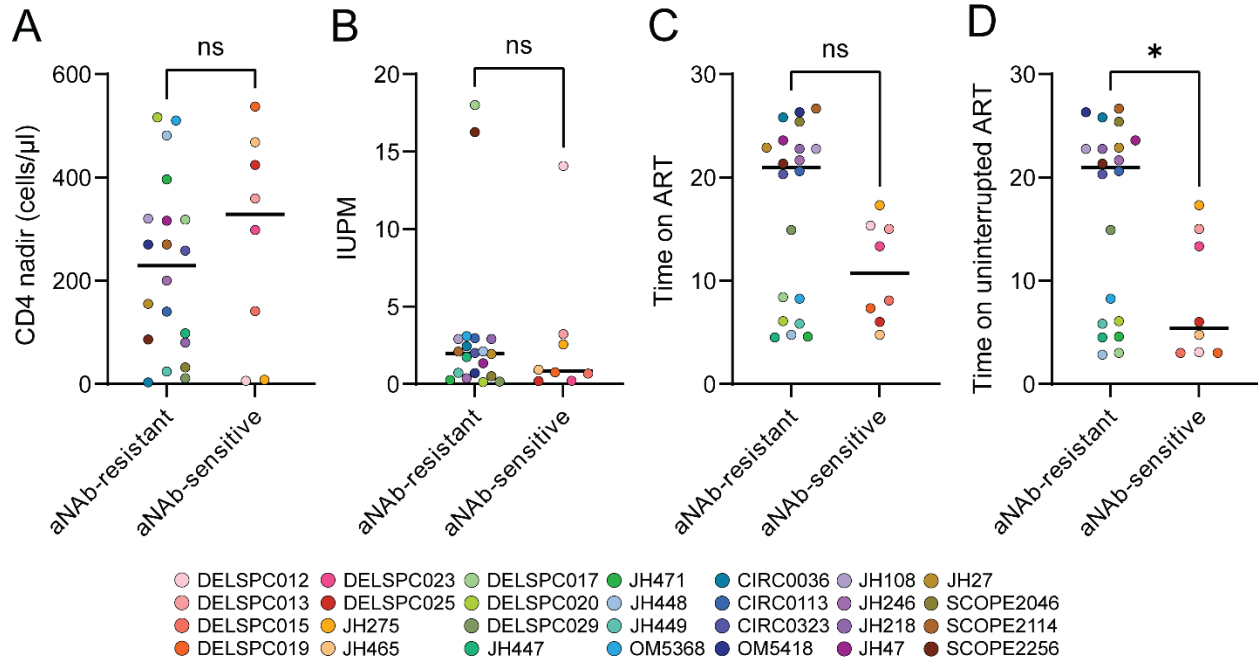 A
ns
CD4 nadir (cells/µl)
600
400
200
0
aNAb-resistant
aNAb-sensitive
B
ns
IUPM
20
15
10
5
0
aNAb-resistant
aNAb-sensitive
C
ns
Time on ART
30
20
10
0
aNAb-resistant
aNAb-sensitive
D
*
Time on uninterrupted ART
30
20
10
0
aNAb-resistant
aNAb-sensitive
DELSPC012 DELSPC023 DELSPC017 JH471 CIRC0036 JH108 JH27
DELSPC013 DELSPC025 DELSPC020 JH448 CIRC0113 JH246 SCOPE2046
DELSPC015 JH275 DELSPC029 JH449 CIRC0323 JH218 SCOPE2114
DELSPC019 JH465 JH447 OM5368 OM5418 JH47 SCOPE2256